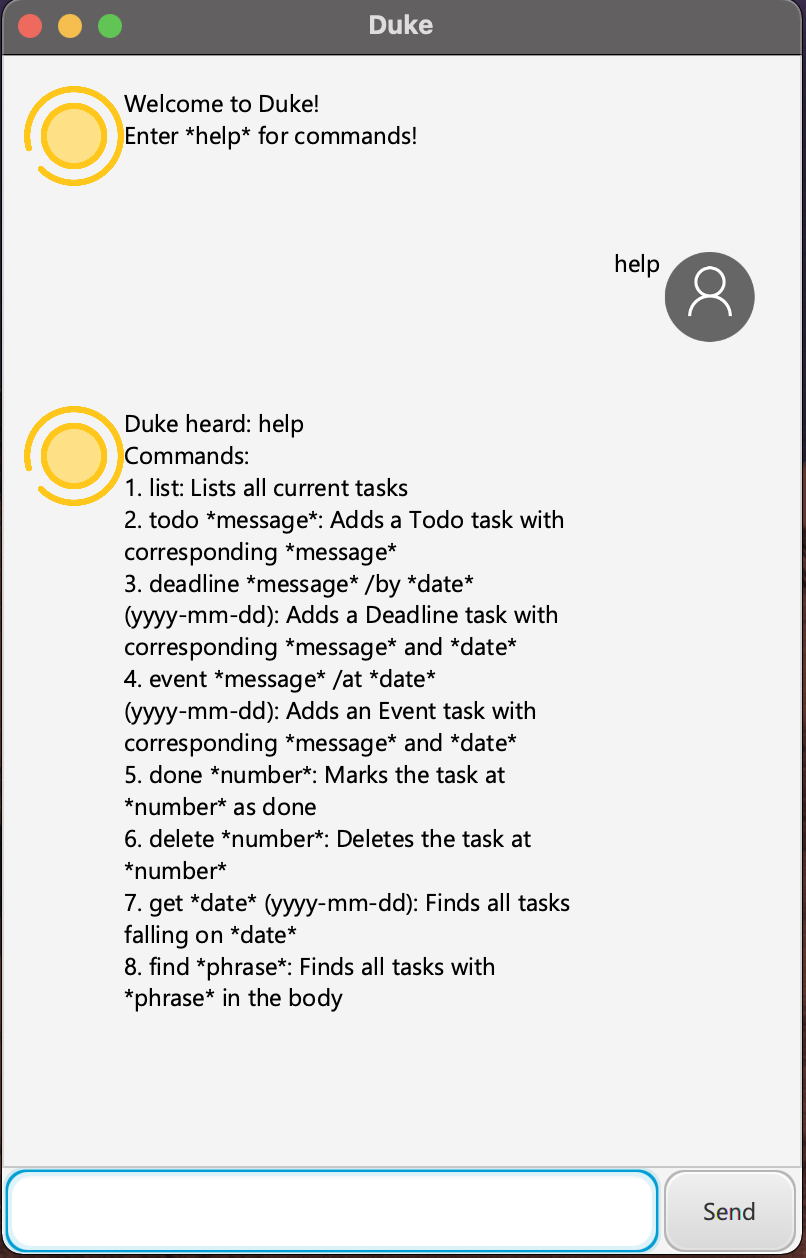 Duke
Welcome to Duke!
Enter *help* for commands!
help
Duke heard: help
Commands:
1. list: Lists all current tasks
2. todo *message*: Adds a Todo task with
corresponding *message*
3. deadline *message* /by *date*
(yyyy-mm-dd): Adds a Deadline task with
corresponding *message* and *date*
4. event *message* /at *date*
(yyyy-mm-dd): Adds an Event task with
corresponding *message* and *date*
5. done *number*: Marks the task at
*number* as done
6. delete *number*: Deletes the task at
*number*
7. get *date* (yyyy-mm-dd): Finds all tasks
falling on *date*
8. find *phrase*: Finds all tasks with
*phrase* in the body
Send